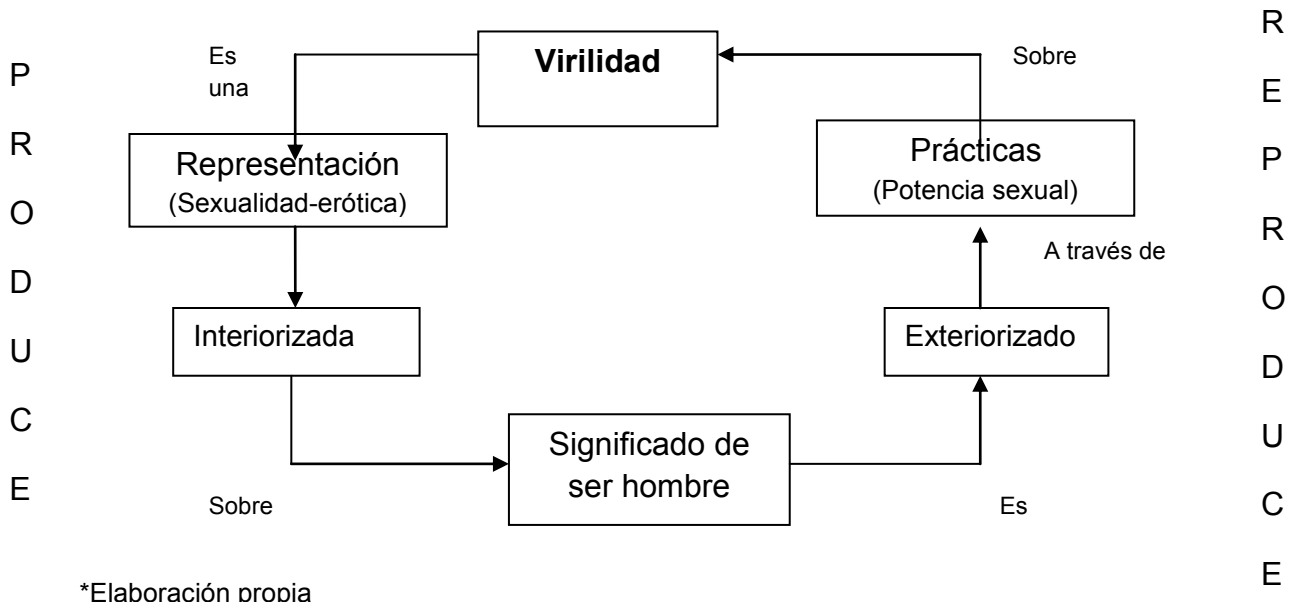 P R O D U C E
Es
una
Virilidad
Sobre
Representación
(Sexualidad-erótica)
Prácticas
(Potencia sexual)
A través de
Interiorizada
Exteriorizado
Significado de
ser hombre
Sobre
Es
R E P R O D U C E
*Elaboración propia